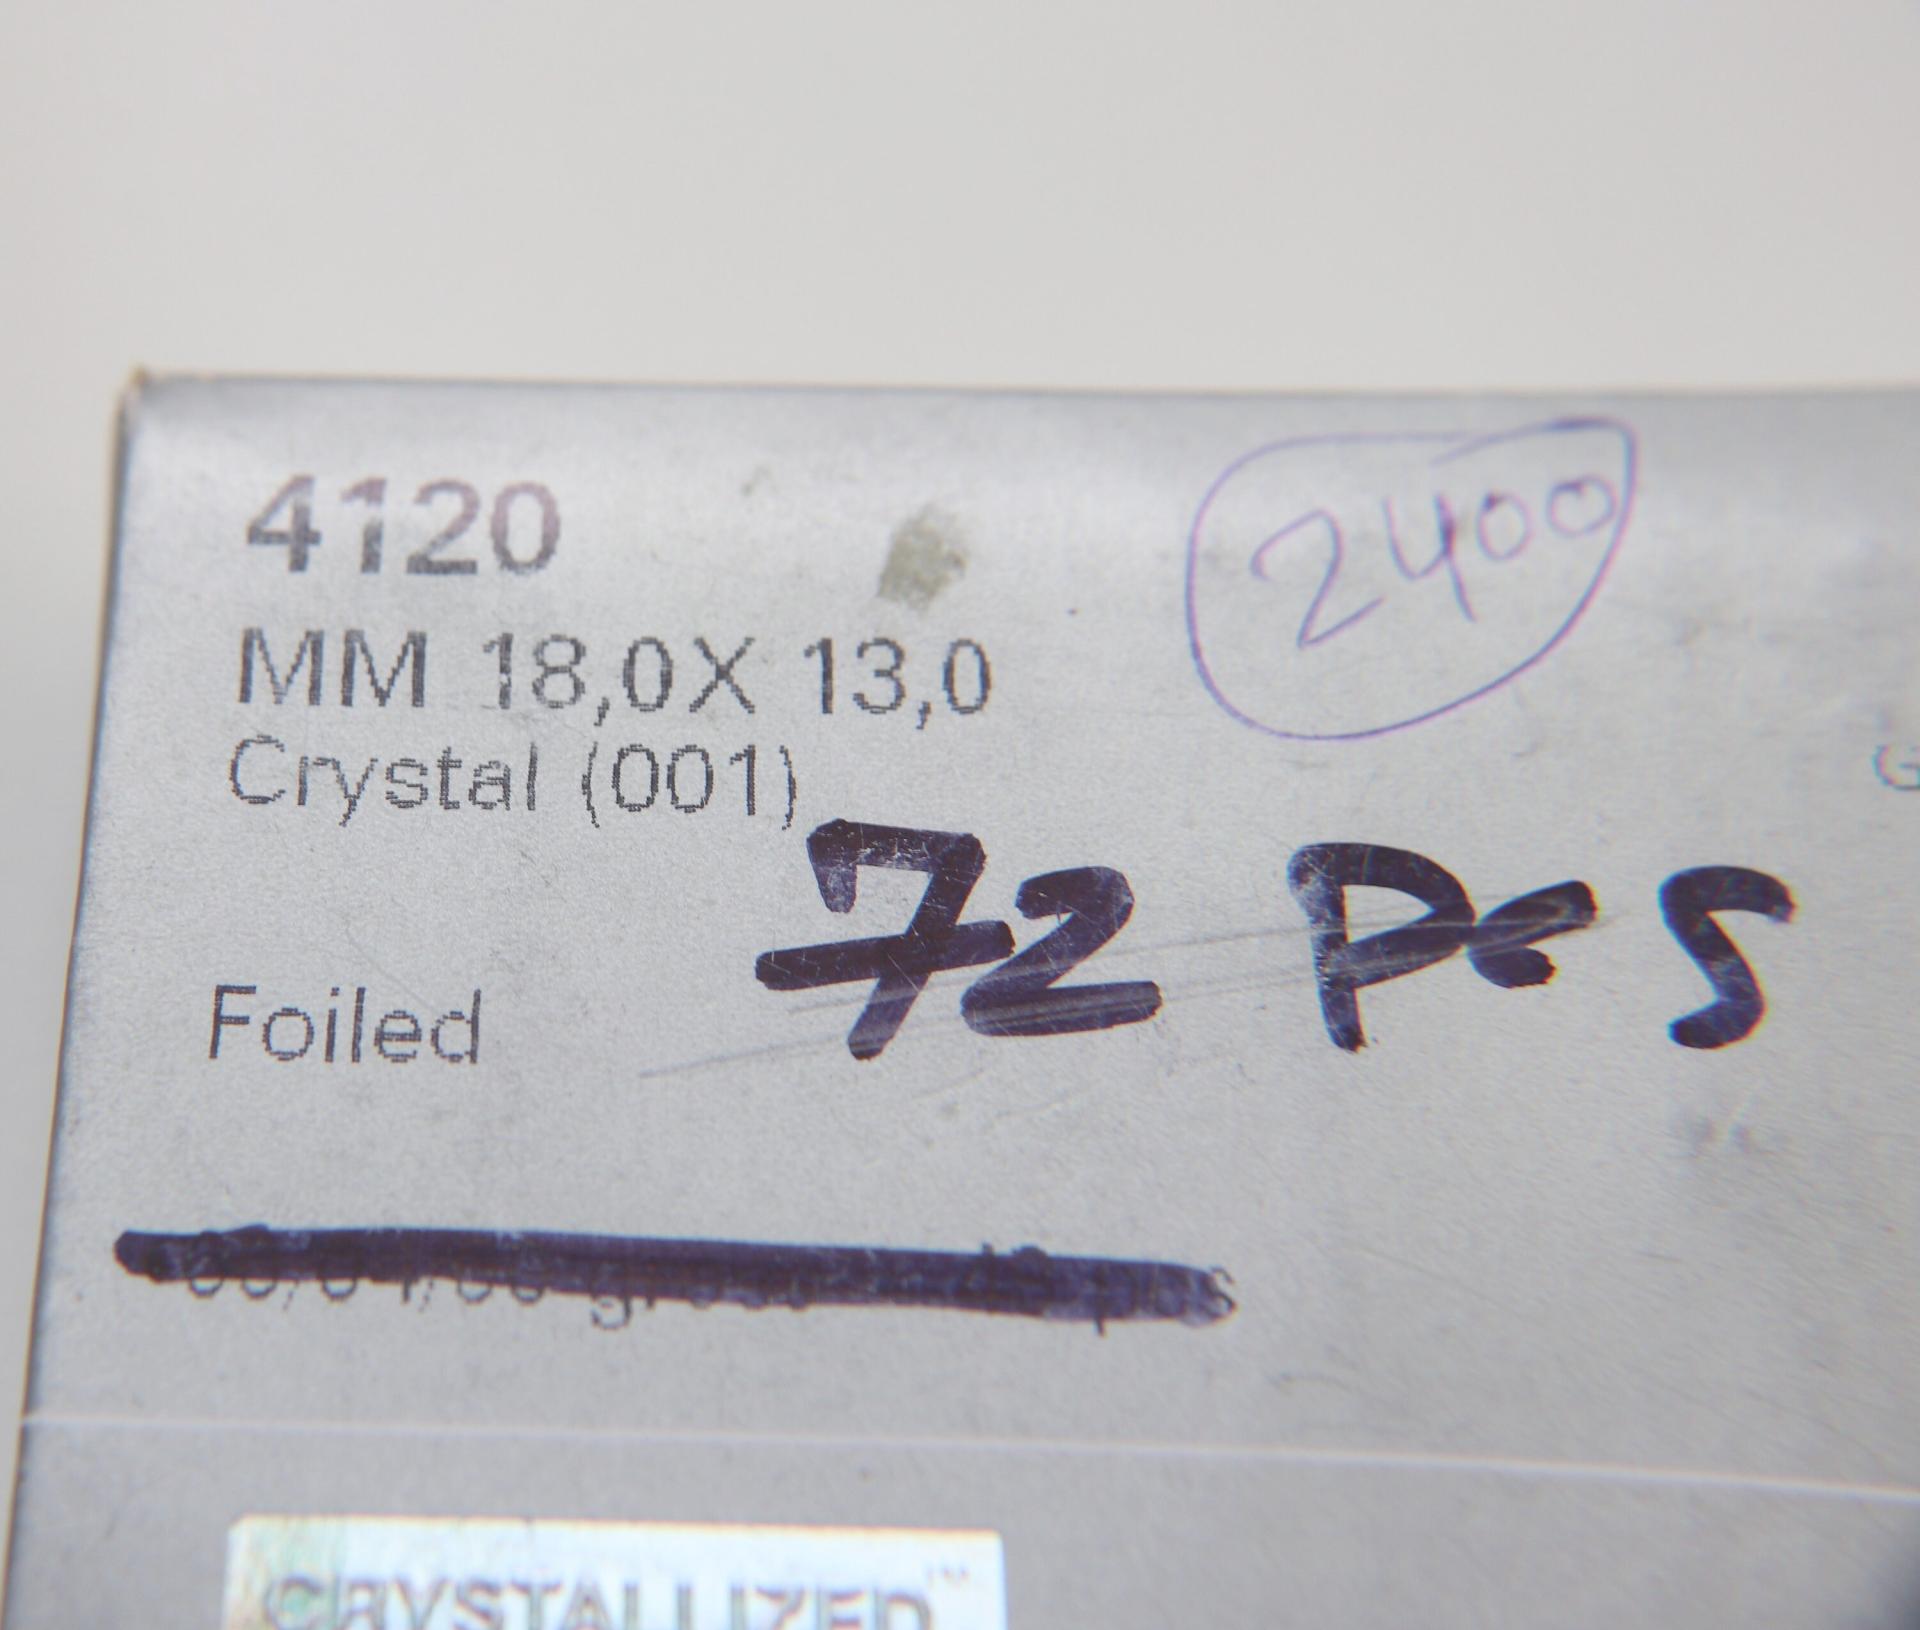 4120
2400
MM 18,0X 13,0
Crystal (001)
G
72 Pcs
Foiled
CRYSTALLIZED™